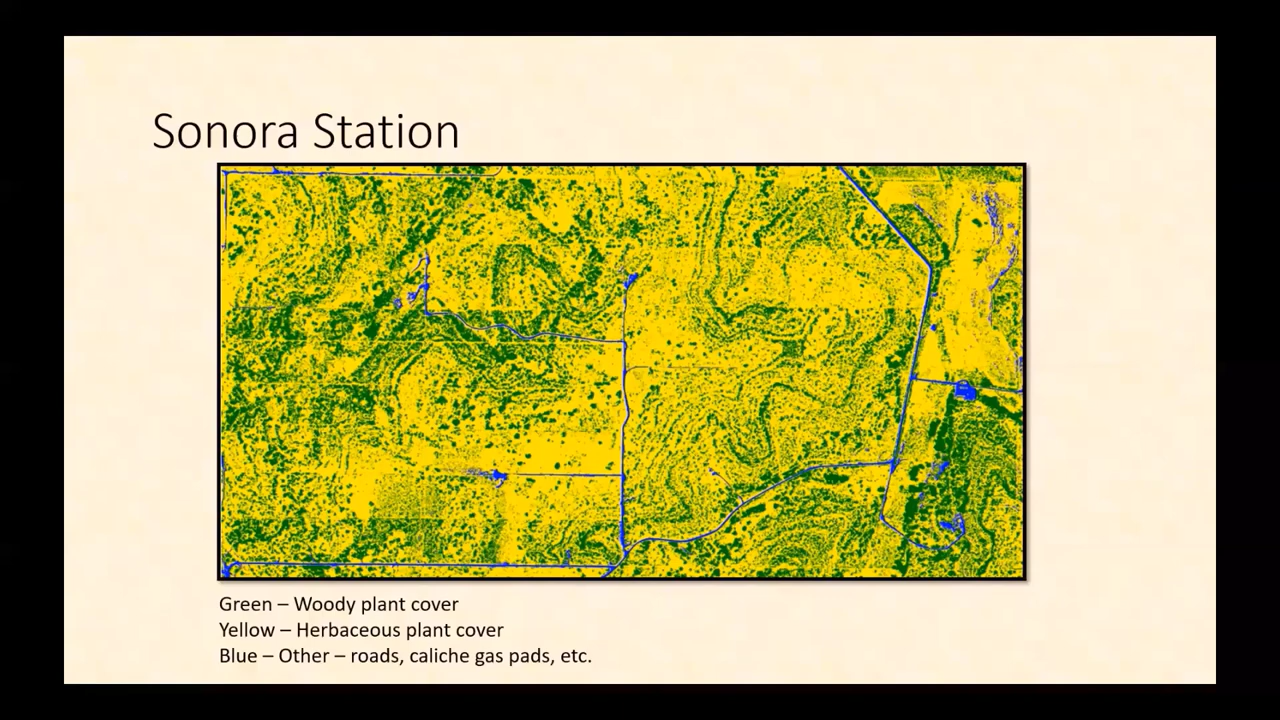 Sonora Station
Green – Woody plant cover
Yellow – Herbaceous plant cover
Blue – Other – roads, caliche gas pads, etc.